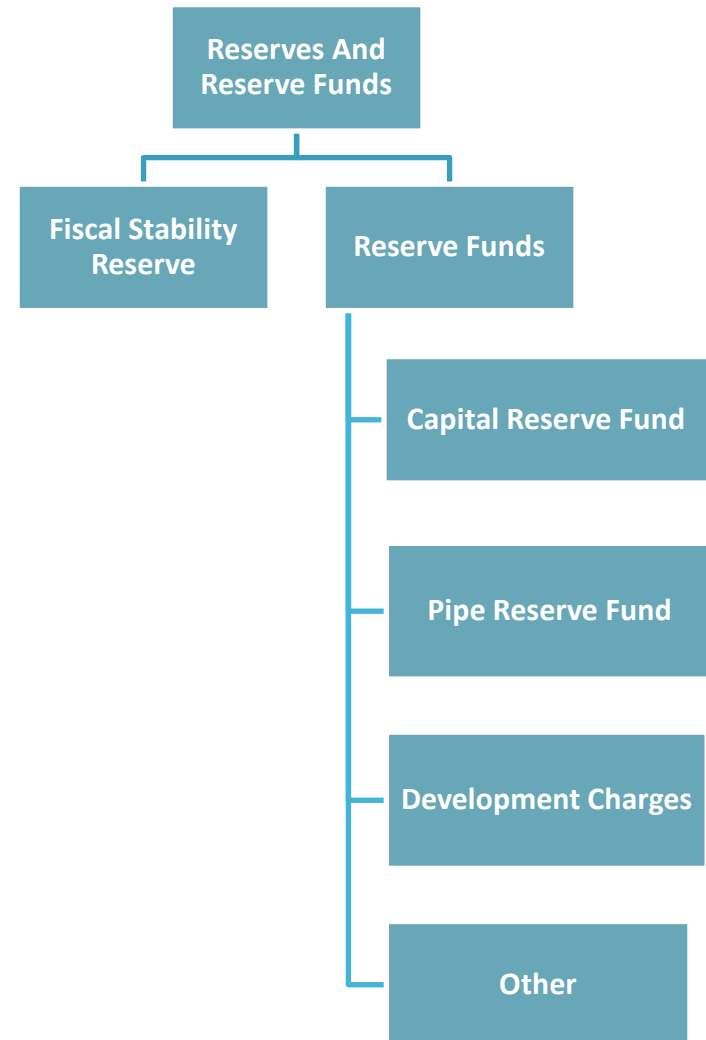 Reserves And
Reserve Funds
Fiscal Stability
Reserve
Reserve Funds
Capital Reserve Fund
Pipe Reserve Fund
Development Charges
Other